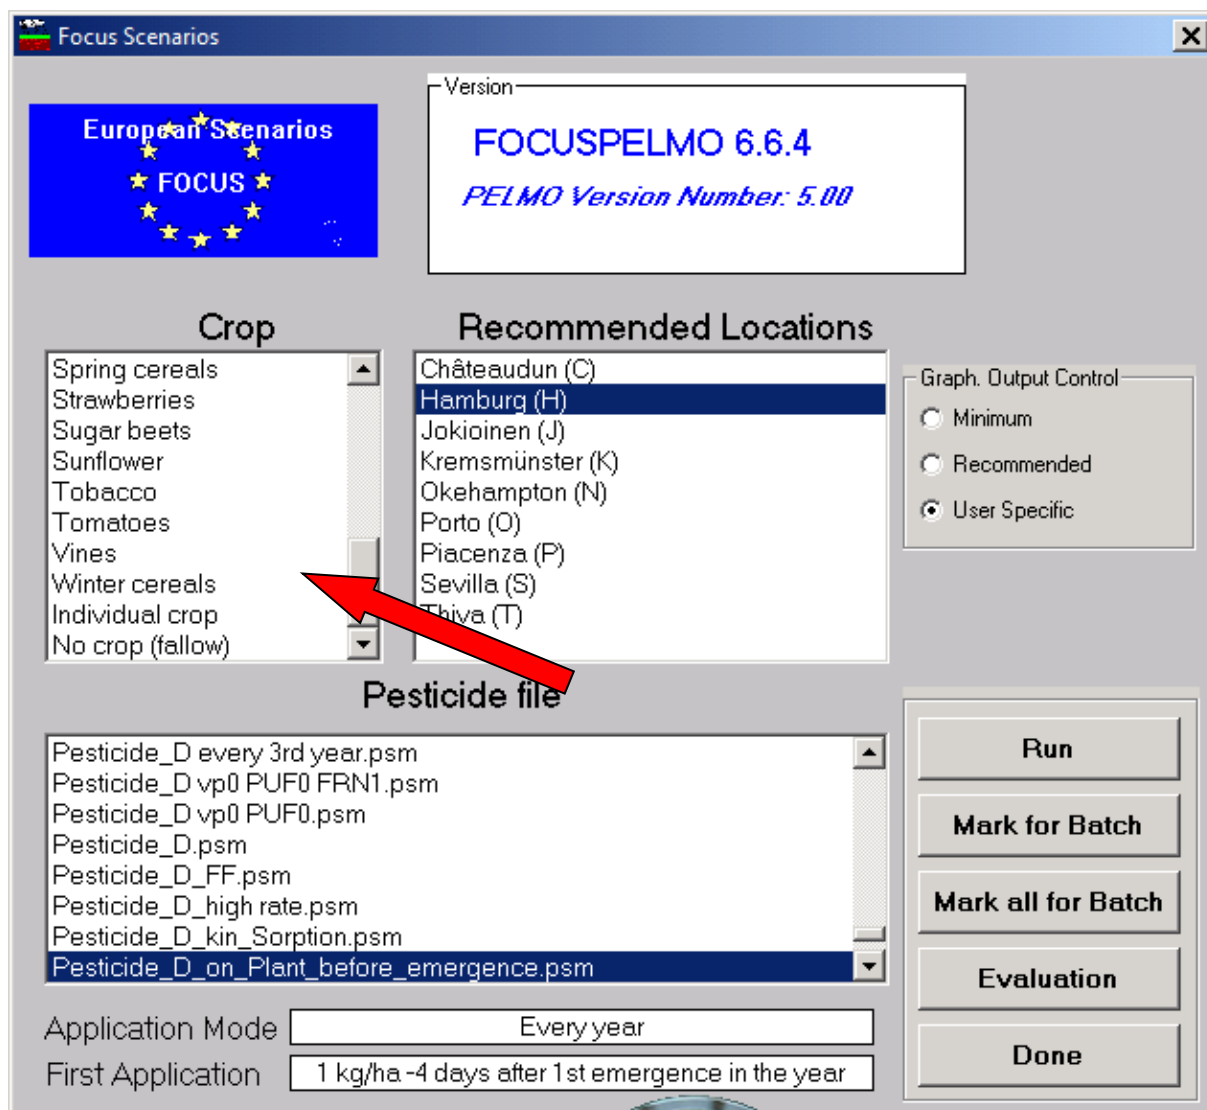 Focus Scenarios
European Scenarios
FOCUS
Version
FOCUSPELMO 6.6.4
PELMO Version Number: 5.00
Crop
Spring cereals
Strawberries
Sugar beets
Sunflower
Tobacco
Tomatoes
Vines
Winter cereals
Individual crop
No crop (fallow)
Recommended Locations
Châteaudun (C)
Hamburg (H)
Jokioinen (J)
Kremsmünster (K)
Okehampton (N)
Porto (O)
Piacenza (P)
Sevilla (S)
Thiva (T)
Graph. Output Control
Minimum
Recommended
User Specific
Pesticide file
Pesticide_D every 3rd year.psm
Pesticide_D vp0 PUF0 FRN1.psm
Pesticide_D vp0 PUF0.psm
Pesticide_D.psm
Pesticide_D_FF.psm
Pesticide_D_high rate.psm
Pesticide_D_kin_Sorption.psm
Pesticide_D_on_Plant_before_emergence.psm
Run
Mark for Batch
Mark all for Batch
Evaluation
Done
Application Mode Every year
First Application 1 kg/ha -4 days after 1st emergence in the year